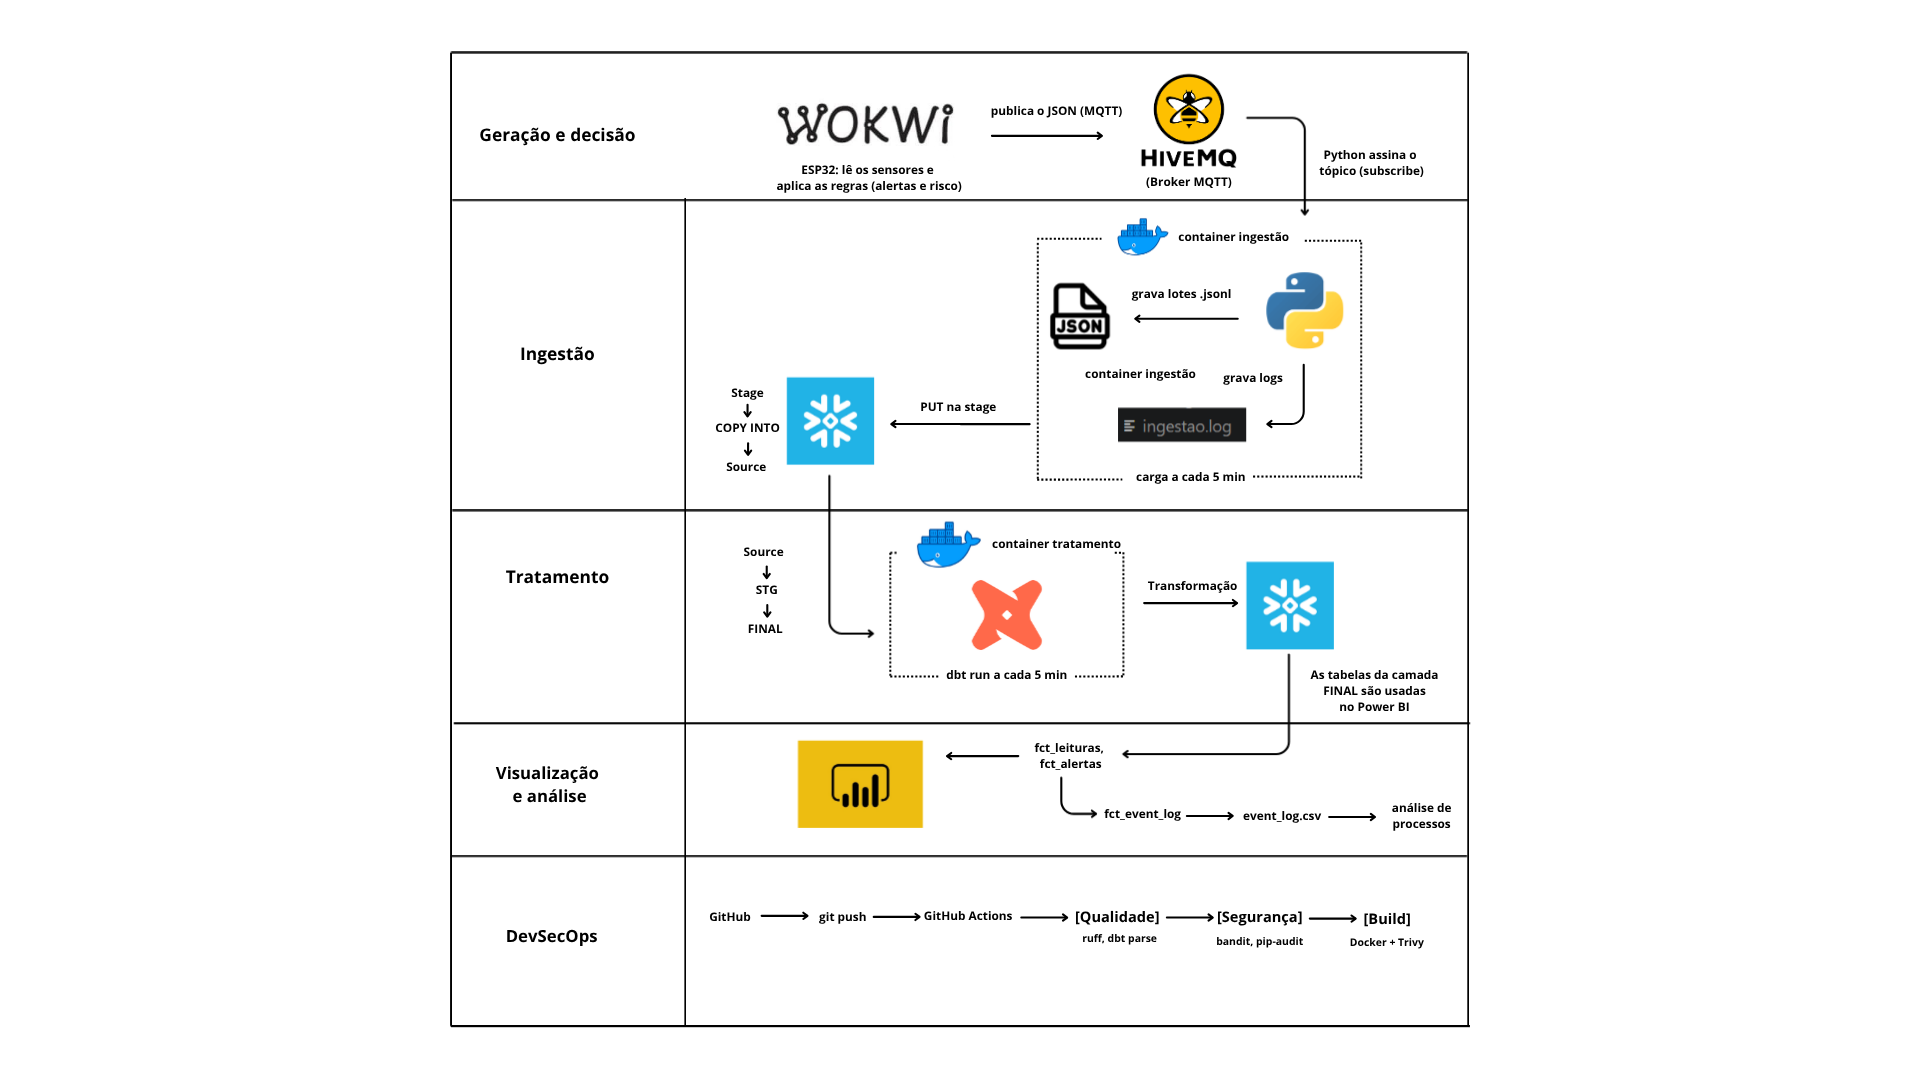 Geração e decisão
WOKWi
ESP32: lê os sensores e
aplica as regras (alertas e risco)
publica o JSON (MQTT)
HIVEMQ
(Broker MQTT)
Python assina o
tópico (subscribe)
Ingestão
container ingestão
grava lotes .jsonl
JSON
container ingestão
grava logs
ingestao.log
carga a cada 5 min
PUT na stage
Stage
COPY INTO
Source
Tratamento
Source
STG
FINAL
container tratamento
dbt run a cada 5 min
Transformação
As tabelas da camada
FINAL são usadas
no Power BI
Visualização
e análise
fct_leituras,
fct_alertas
fct_event_log
event_log.csv
análise de
processos
DevSecOps
GitHub
git push
GitHub Actions
[Qualidade]
ruff, dbt parse
[Segurança]
bandit, pip-audit
[Build]
Docker + Trivy